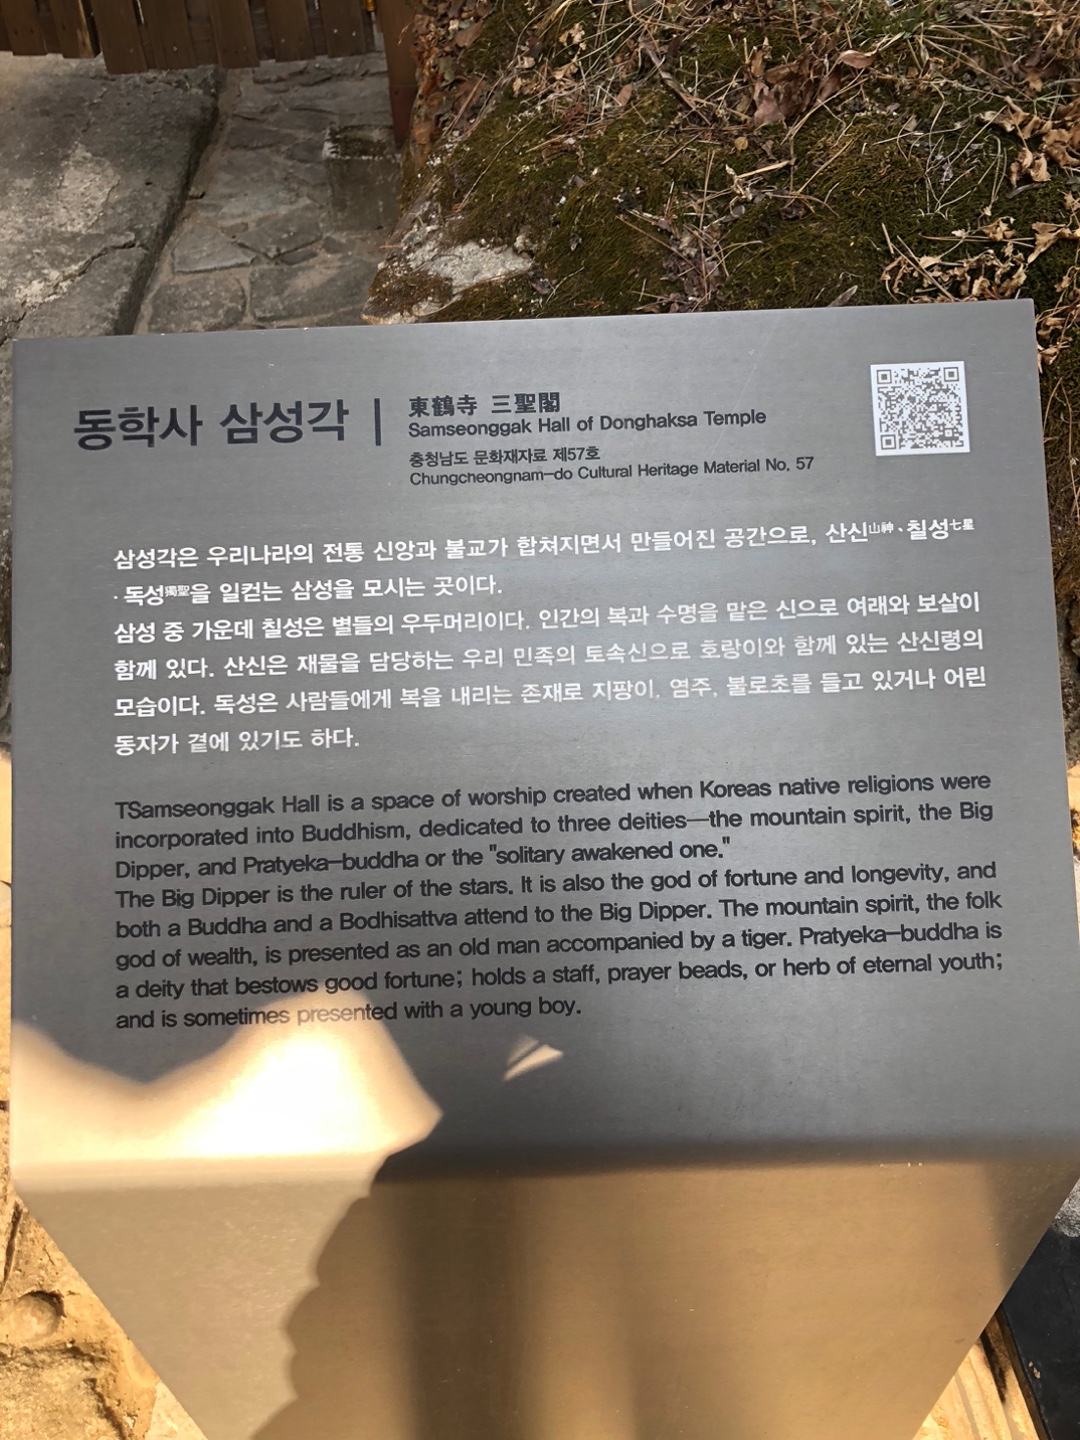 동학사 삼성각
東鶴寺 三聖閣
Samseonggak Hall of Donghaksa Temple
충청남도 문화재자료 제57호
Chungcheongnam-do Cultural Heritage Material No. 57
삼성각은 우리나라의 전통 신앙과 불교가 합쳐지면서 만들어진 공간으로, 산신山神·칠성七星
·독성獨聖을 일컫는 삼성을 모시는 곳이다.
삼성 중 가운데 칠성은 별들의 우두머리이다. 인간의 복과 수명을 맡은 신으로 여래와 보살이
함께 있다. 산신은 재물을 담당하는 우리 민족의 토속신으로 호랑이와 함께 있는 산신령의
모습이다. 독성은 사람들에게 복을 내리는 존재로 지팡이, 염주, 불로초를 들고 있거나 어린
동자가 곁에 있기도 하다.
TSamseonggak Hall is a space of worship created when Koreas native religions were
incorporated into Buddhism, dedicated to three deities—the mountain spirit, the Big
Dipper, and Pratyeka-buddha or the "solitary awakened one."
The Big Dipper is the ruler of the stars. It is also the god of fortune and longevity, and
both a Buddha and a Bodhisattva attend to the Big Dipper. The mountain spirit, the folk
god of wealth, is presented as an old man accompanied by a tiger. Pratyeka-buddha is
a deity that bestows good fortune; holds a staff, prayer beads, or herb of eternal youth;
and is sometimes presented with a young boy.